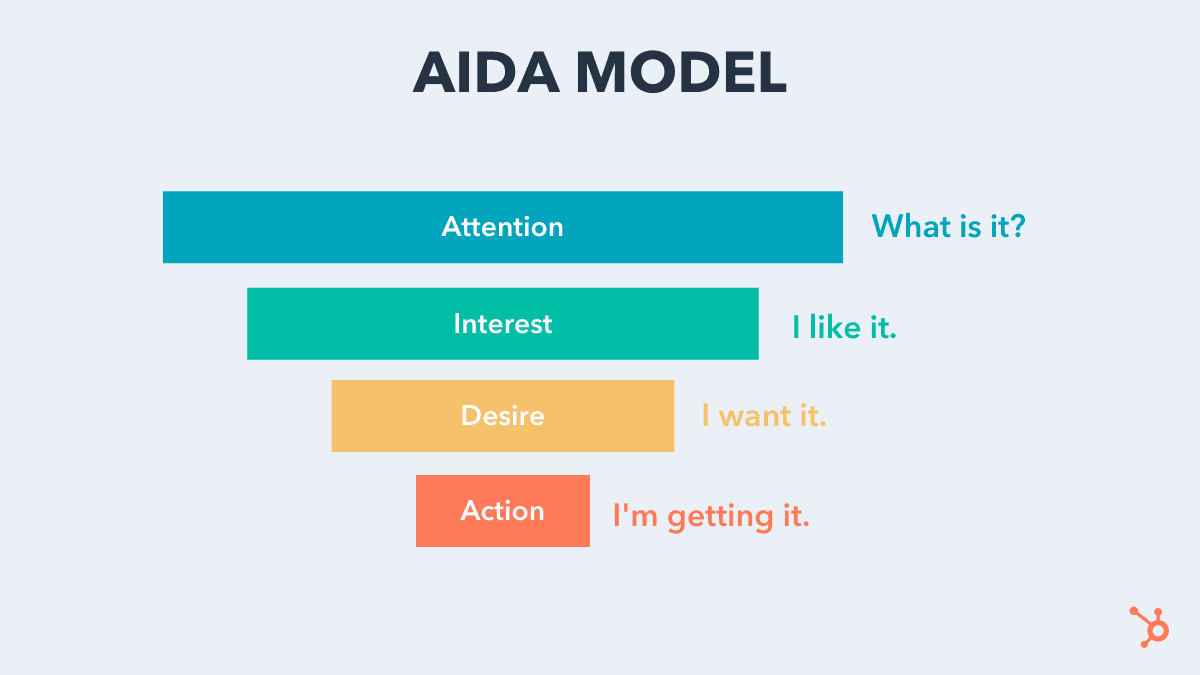 AIDA MODEL
Attention
What is it?
Interest
I like it.
Desire
I want it.
Action
I'm getting it.